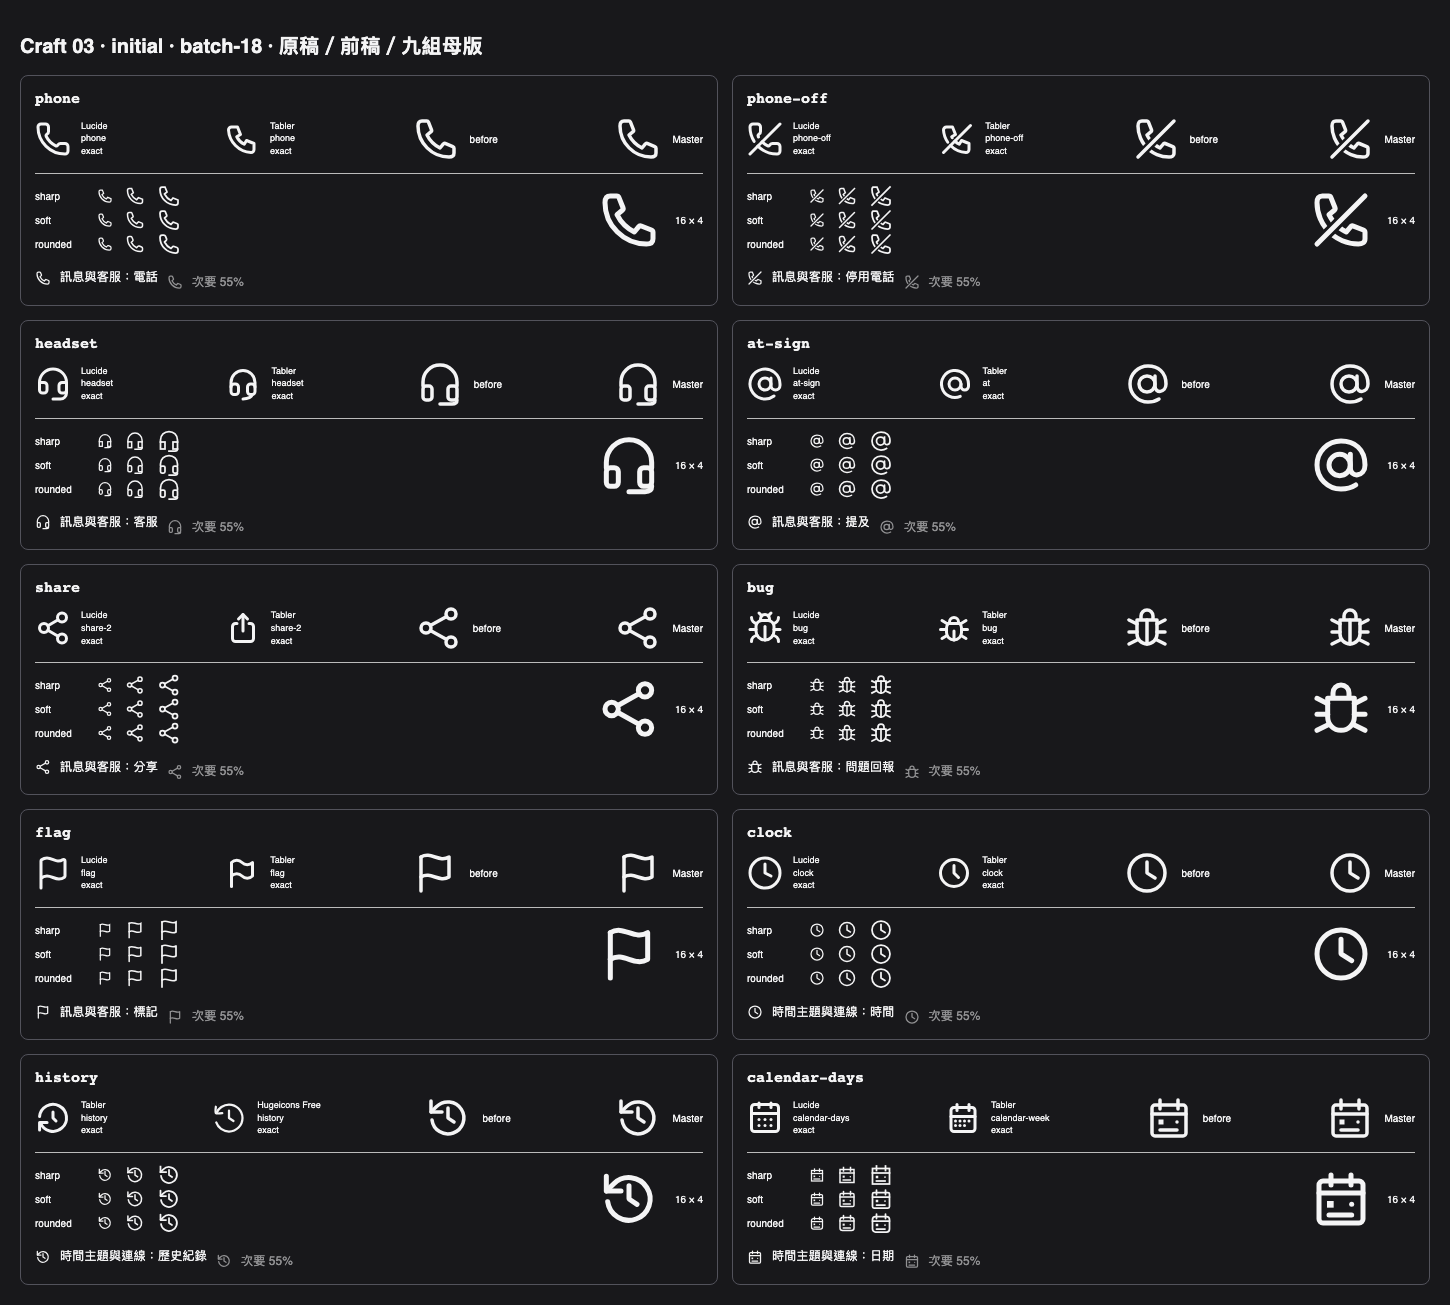 Craft 03 · initial · batch-18 · 原稿 / 前稿 / 九組母版
phone
Lucide
phone
exact
Tabler
phone
exact
before
Master
sharp
soft
rounded
16 × 4
訊息與客服：電話
次要 55%
phone-off
Lucide
phone-off
exact
Tabler
phone-off
exact
before
Master
sharp
soft
rounded
16 × 4
訊息與客服：停用電話
次要 55%
headset
Lucide
headset
exact
Tabler
headset
exact
before
Master
sharp
soft
rounded
16 × 4
訊息與客服：客服
次要 55%
at-sign
Lucide
at-sign
exact
Tabler
at
exact
before
Master
sharp
soft
rounded
16 × 4
訊息與客服：提及
次要 55%
share
Lucide
share-2
exact
Tabler
share-2
exact
before
Master
sharp
soft
rounded
16 × 4
訊息與客服：分享
次要 55%
bug
Lucide
bug
exact
Tabler
bug
exact
before
Master
sharp
soft
rounded
16 × 4
訊息與客服：問題回報
次要 55%
flag
Lucide
flag
exact
Tabler
flag
exact
before
Master
sharp
soft
rounded
16 × 4
訊息與客服：標記
次要 55%
clock
Lucide
clock
exact
Tabler
clock
exact
before
Master
sharp
soft
rounded
16 × 4
時間主題與連線：時間
次要 55%
history
Tabler
history
exact
Hugeicons Free
history
exact
before
Master
sharp
soft
rounded
16 × 4
時間主題與連線：歷史紀錄
次要 55%
calendar-days
Lucide
calendar-days
exact
Tabler
calendar-week
exact
before
Master
sharp
soft
rounded
16 × 4
時間主題與連線：日期
次要 55%